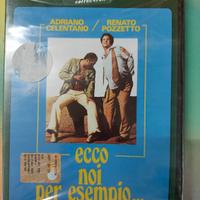 ADRIANO / RENATO
CELENTANO / POZZETTO
ecco
noi
per esempio...